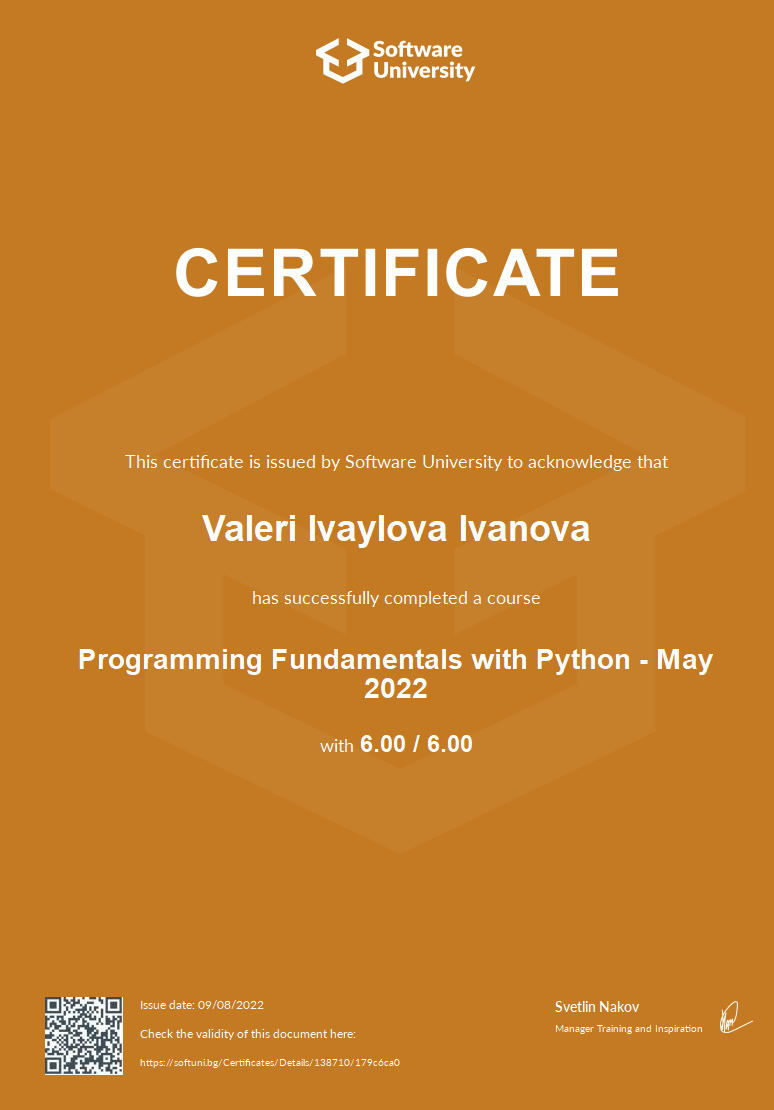 Software
University
CERTIFICATE
This certificate is issued by Software University to acknowledge that
Valeri Ivaylova Ivanova
has successfully completed a course
Programming Fundamentals with Python - May
2022
with 6.00 / 6.00
Issue date: 09/08/2022
Check the validity of this document here:
https://softuni.bg/Certificates/Details/138710/179c6ca0
Svetlin Nakov
Manager Training and Inspiration